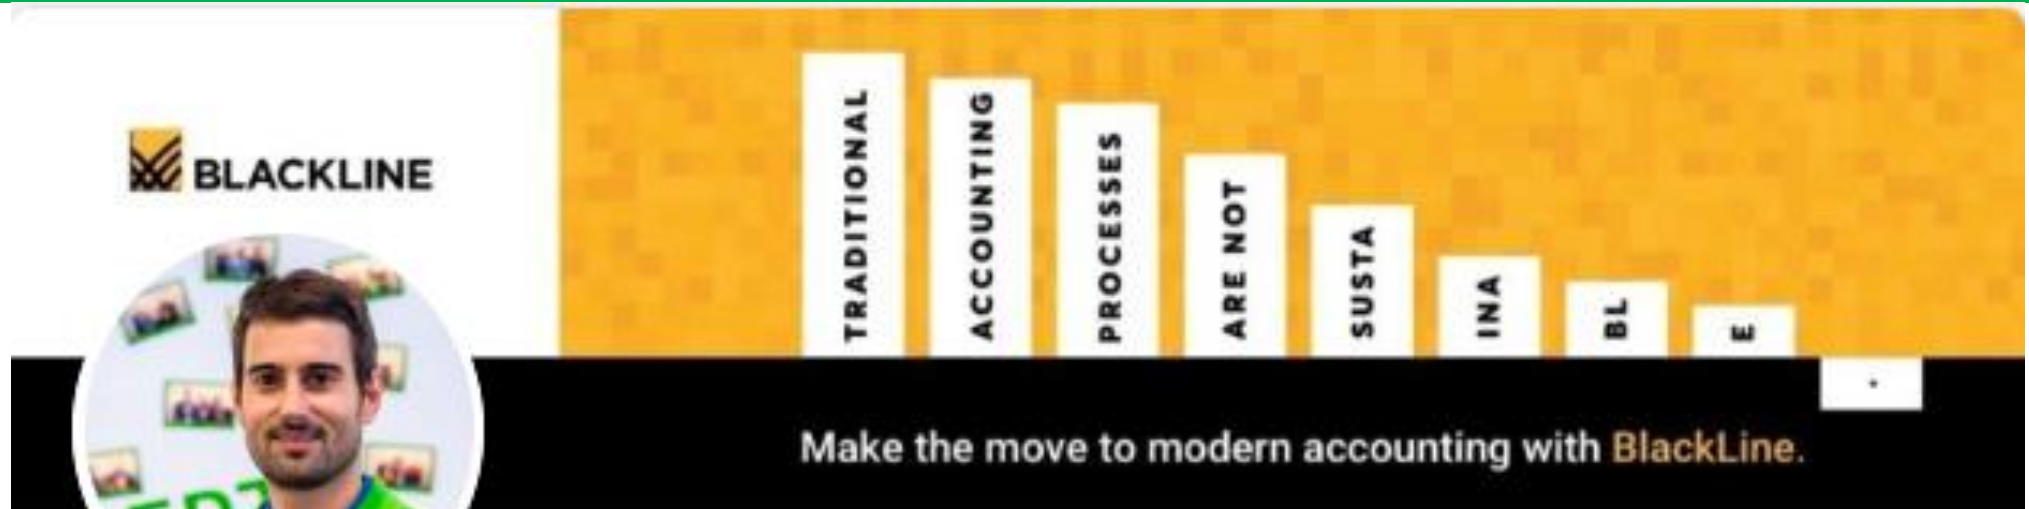 BLACKLINE
TRADITIONAL
ACCOUNTING
PROCESSES
ARE NOT
SUSTA
INA
BL
E
.
Make the move to modern accounting with BlackLine.